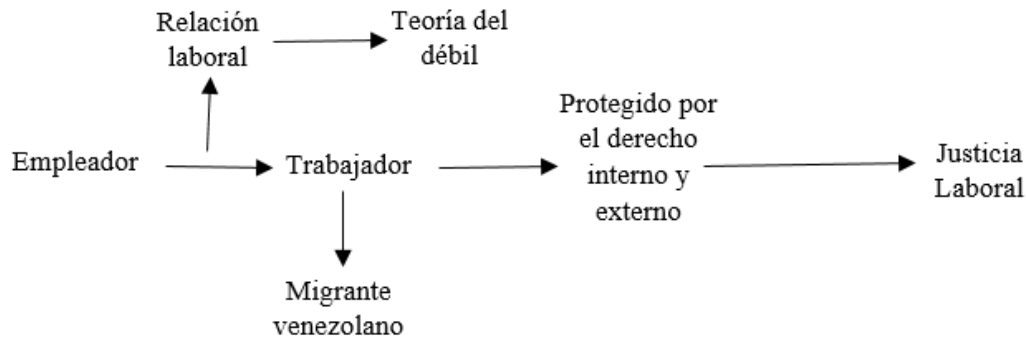 Relación
laboral
Teoría del
débil
Empleador
Trabajador
Protegido por
el derecho
interno y
externo
Justicia
Laboral
Migrante
venezolano